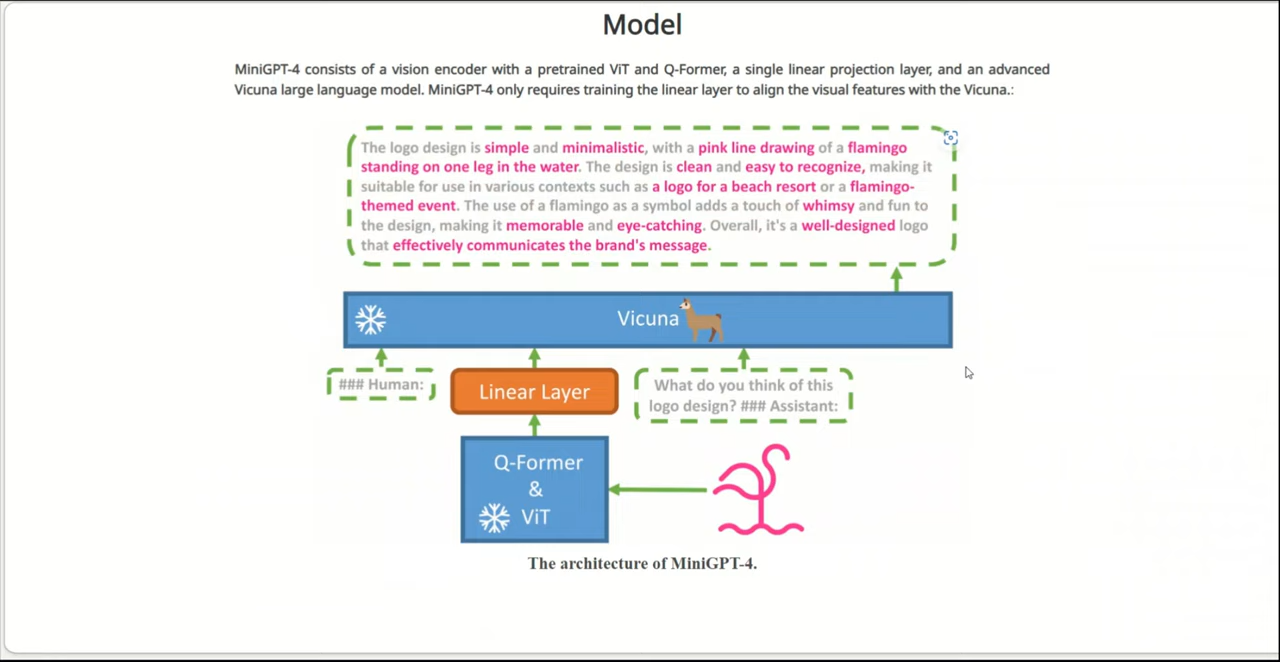 Model
MiniGPT-4 consists of a vision encoder with a pretrained ViT and Q-Former, a single linear projection layer, and an advanced
Vicuna large language model. MiniGPT-4 only requires training the linear layer to align the visual features with the Vicuna.:
The logo design is simple and minimalistic, with a pink line drawing of a flamingo
standing on one leg in the water. The design is clean and easy to recognize, making it
suitable for use in various contexts such as a logo for a beach resort or a flamingo-
themed event. The use of a flamingo as a symbol adds a touch of whimsy and fun to
the design, making it memorable and eye-catching. Overall, it's a well-designed logo
that effectively communicates the brand's message.
Vicuna
### Human:
Linear Layer
What do you think of this
logo design? ### Assistant:
Q-Former
&
ViT
The architecture of MiniGPT-4.